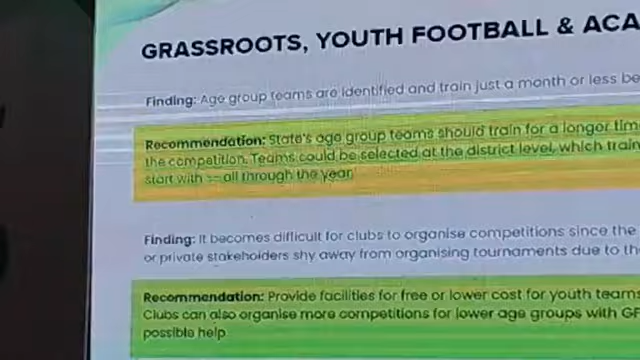 GRASSROOTS, YOUTH FOOTBALL & ACA
Finding: Age group teams are identified and train just a month or less be
Recommendation: State's age group teams should train for a longer tim
the competition. Teams could be selected at the district level, which train
start with -- all through the year
Finding: It becomes difficult for clubs to organise competitions since the
or private stakeholders shy away from organising tournaments due to th
Recommendation: Provide facilities for free or lower cost for youth teams
Clubs can also organise more competitions for lower age groups with GF
possible help